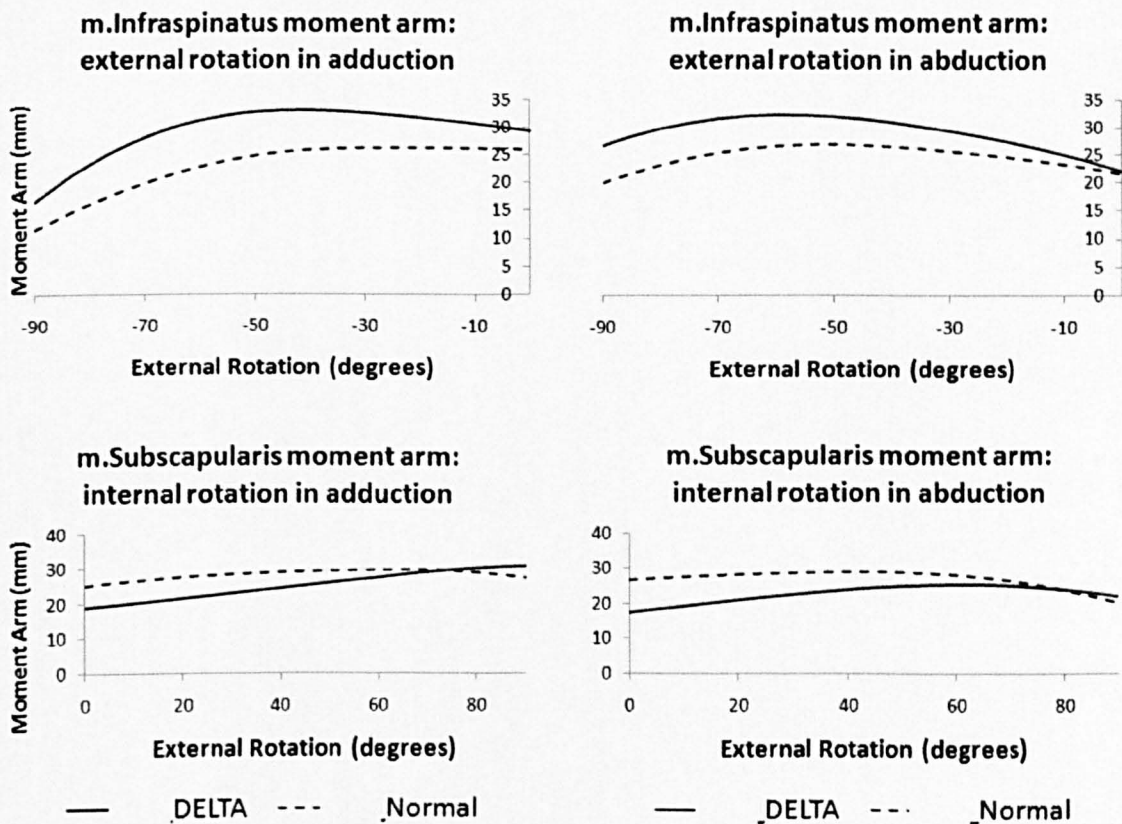 m.Infraspinatus moment arm:
external rotation in adduction
Moment Arm (mm)
35
30
25
20
15
10
5
0
-90 -70 -50 -30 -10
External Rotation (degrees)
m.Infraspinatus moment arm:
external rotation in abduction
35
30
25
20
15
10
5
0
-90 -70 -50 -30 -10
External Rotation (degrees)
m.Subscapularis moment arm:
internal rotation in adduction
Moment Arm (mm)
40
30
20
10
0
0 20 40 60 80
External Rotation (degrees)
DELTA Normal
m.Subscapularis moment arm:
internal rotation in abduction
40
30
20
10
0
0 20 40 60 80
External Rotation (degrees)
DELTA Normal